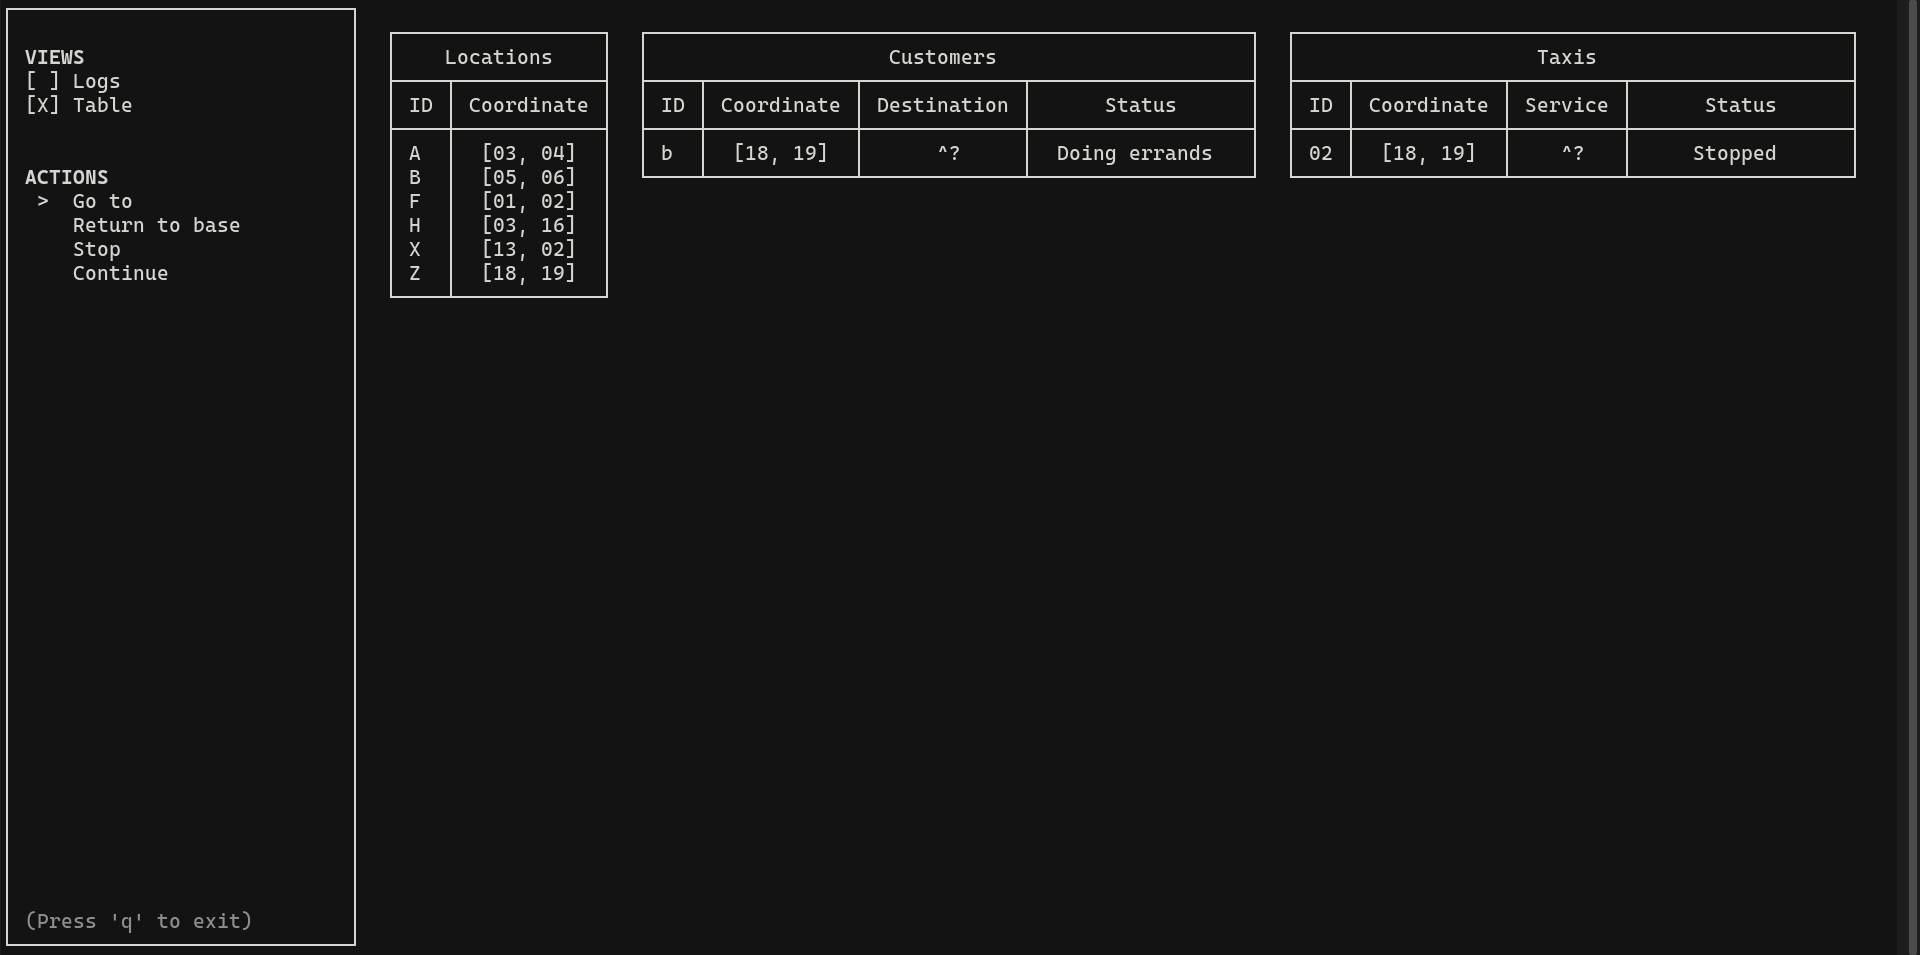 VIEWS
[ ] Logs
[X] Table
ACTIONS
> Go to
Return to base
Stop
Continue
(Press 'q' to exit)
Locations
ID Coordinate
A [03, 04]
B [05, 06]
F [01, 02]
H [03, 16]
X [13, 02]
Z [18, 19]
Customers
ID Coordinate Destination Status
b [18, 19] ^? Doing errands
Taxis
ID Coordinate Service Status
02 [18, 19] ^? Stopped